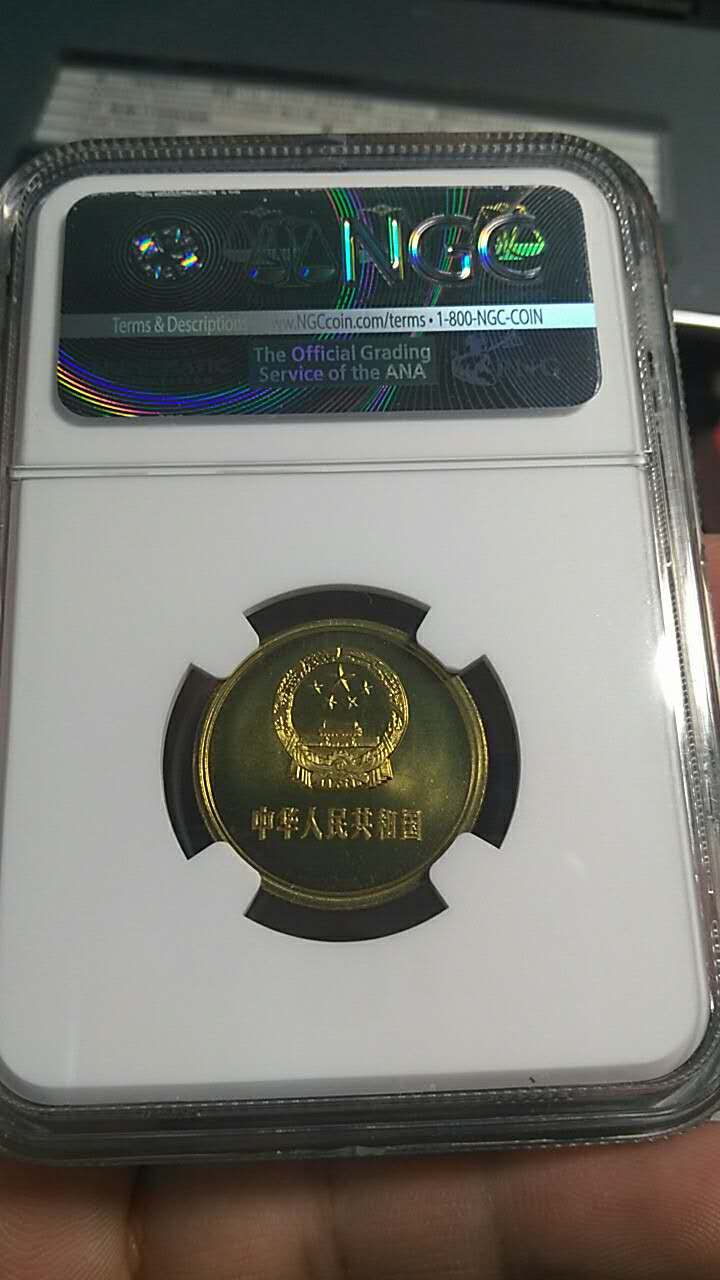 NGC
Terms & Description www.NGCcoin.com/terms • 1-800-NGC-COIN
The Official Grading
Service of the ANA
中华人民共和国